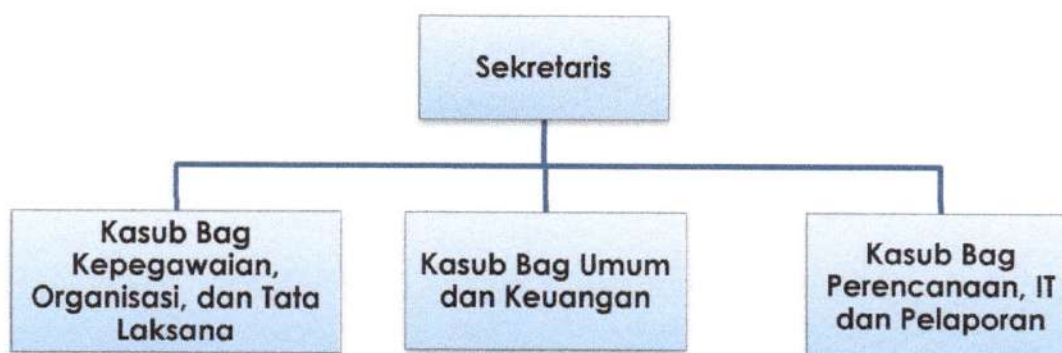 Sekretaris
Kasub Bag
Kepegawaian,
Organisasi, dan Tata
Laksana
Kasub Bag Umum
dan Keuangan
Kasub Bag
Perencanaan, IT
dan Pelaporan